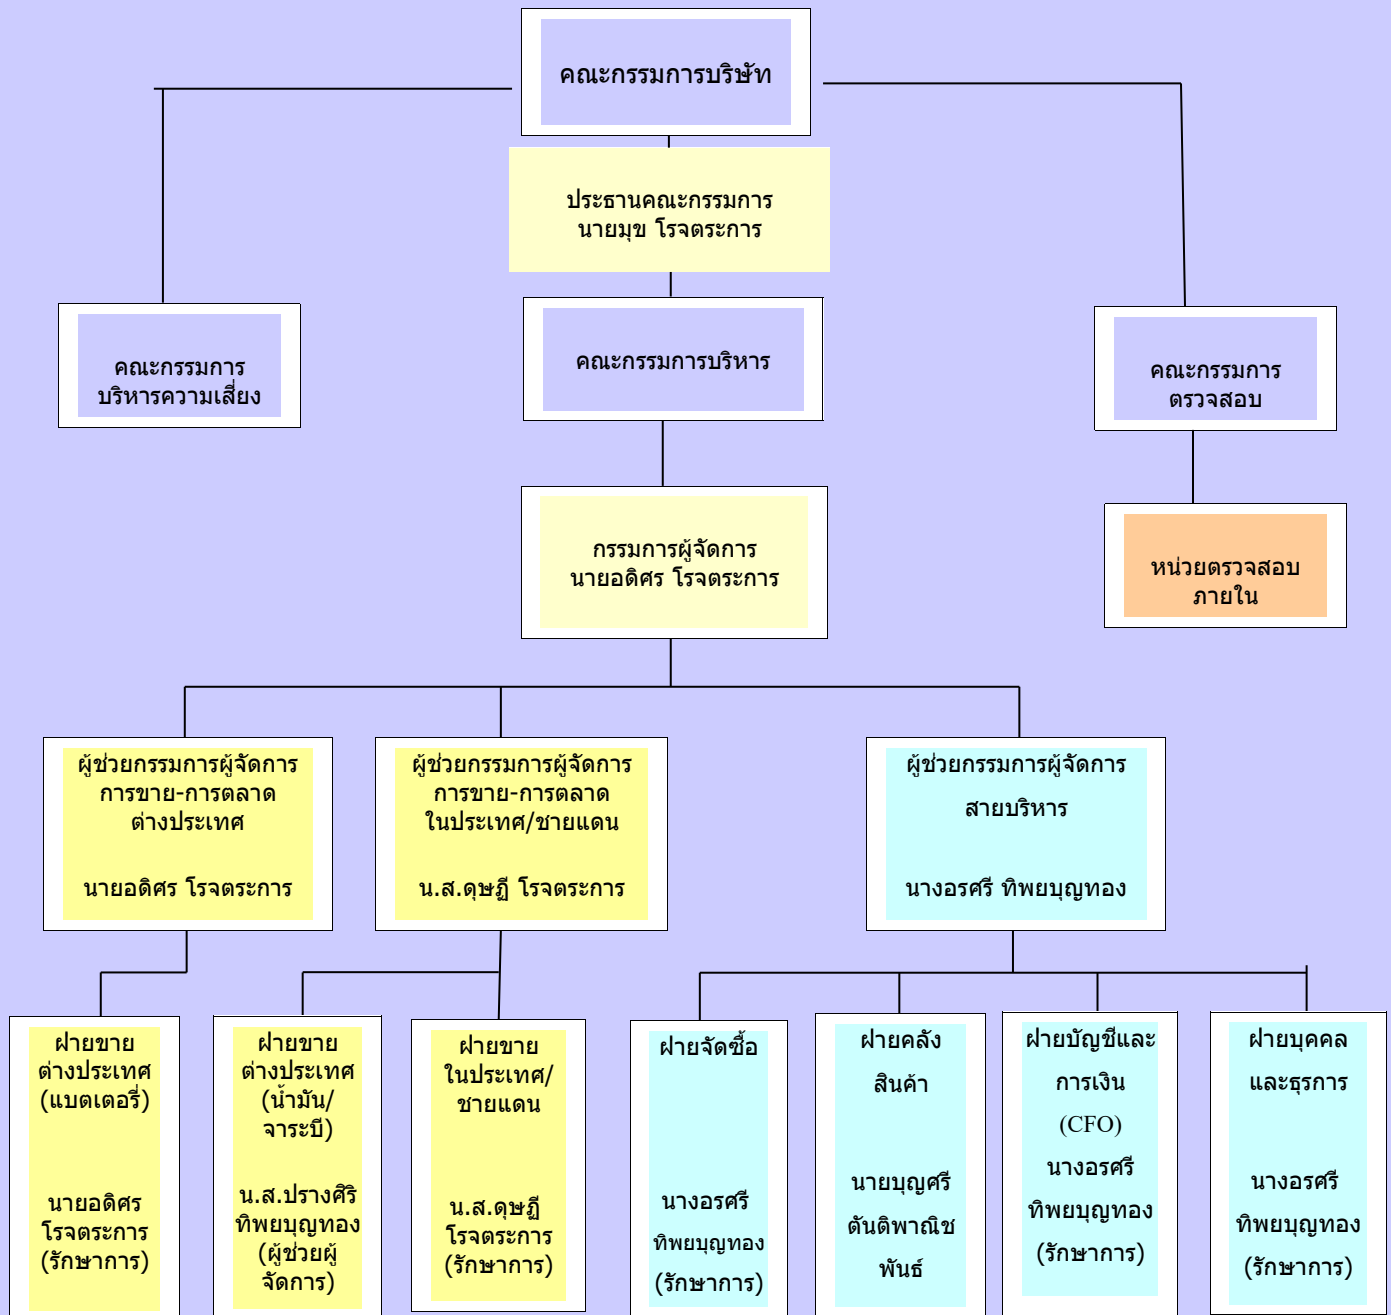 คณะกรรมการบริษัท
ประธานคณะกรรมการ
นายมุข โรจตระการ
คณะกรรมการ
บริหารความเสี่ยง
คณะกรรมการบริหาร
คณะกรรมการ
ตรวจสอบ
กรรมการผู้จัดการ
นายอดิศร โรจตระการ
หน่วยตรวจสอบ
ภายใน
ผู้ช่วยกรรมการผู้จัดการ
การขาย-การตลาด
ต่างประเทศ
นายอดิศร โรจตระการ
ผู้ช่วยกรรมการผู้จัดการ
การขาย-การตลาด
ในประเทศ/ชายแดน
น.ส.ดุษฏี โรจตระการ
ผู้ช่วยกรรมการผู้จัดการ
สายบริหาร
นางอรศรี ทิพยบุญทอง
ฝ่ายขาย
ต่างประเทศ
(แบตเตอรี่)
นายอดิศร
โรจตระการ
(รักษาการ)
ฝ่ายขาย
ต่างประเทศ
(น้ำมัน/
จาระบี)
น.ส.ปรางศิริ
ทิพยบุญทอง
(ผู้ช่วยผู้
จัดการ)
ฝ่ายขาย
ในประเทศ/
ชายแดน
น.ส.ดุษฏี
โรจตระการ
(รักษาการ)
ฝ่ายจัดซื้อ
นางอรศรี
ทิพยบุญทอง
(รักษาการ)
ฝ่ายคลัง
สินค้า
นายบุญศรี
ตันติพาณิช
พันธ์
ฝ่ายบัญชีและ
การเงิน
(CFO)
นางอรศรี
ทิพยบุญทอง
(รักษาการ)
ฝ่ายบุคคล
และธุรการ
นางอรศรี
ทิพยบุญทอง
(รักษาการ)